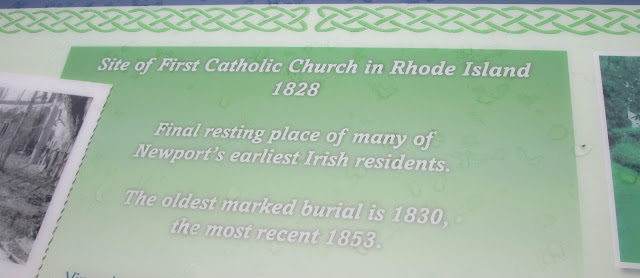 Site of First Catholic Church in Rhode Island
1828
Final resting place of many of
Newport's earliest Irish residents.
The oldest marked burial is 1830,
the most recent 1853.